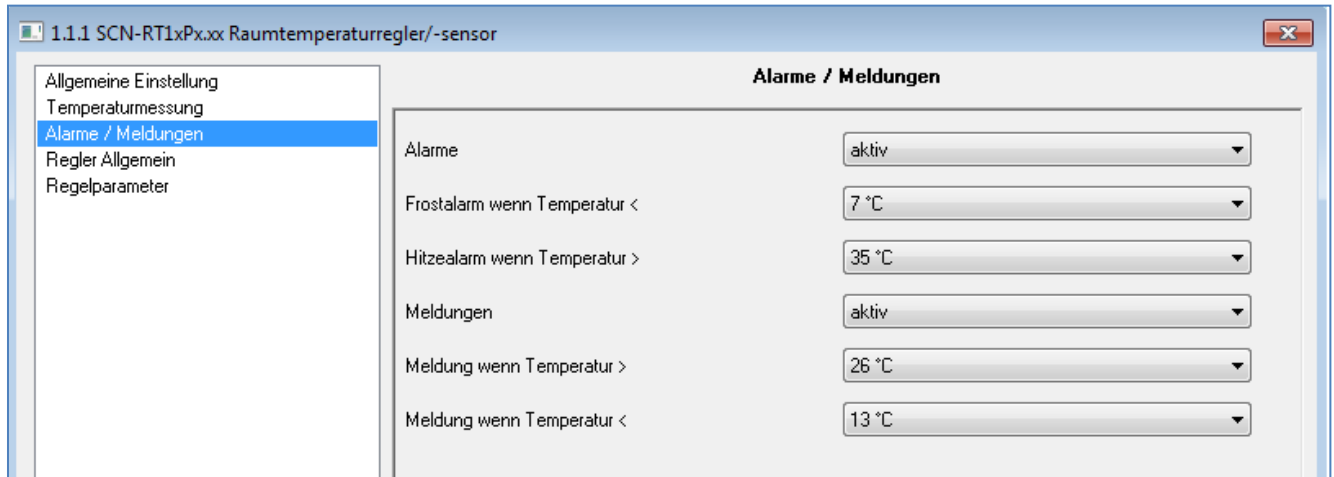 1.1.1 SCN-RT1xPx.xx Raumtemperaturregler/-sensor
Allgemeine Einstellung
Temperaturmessung
Alarme / Meldungen
Regler Allgemein
Regelparameter
Alarme / Meldungen
Alarme aktiv
Frostalarm wenn Temperatur < 7 °C
Hitzealarm wenn Temperatur > 35 °C
Meldungen aktiv
Meldung wenn Temperatur > 26 °C
Meldung wenn Temperatur < 13 °C